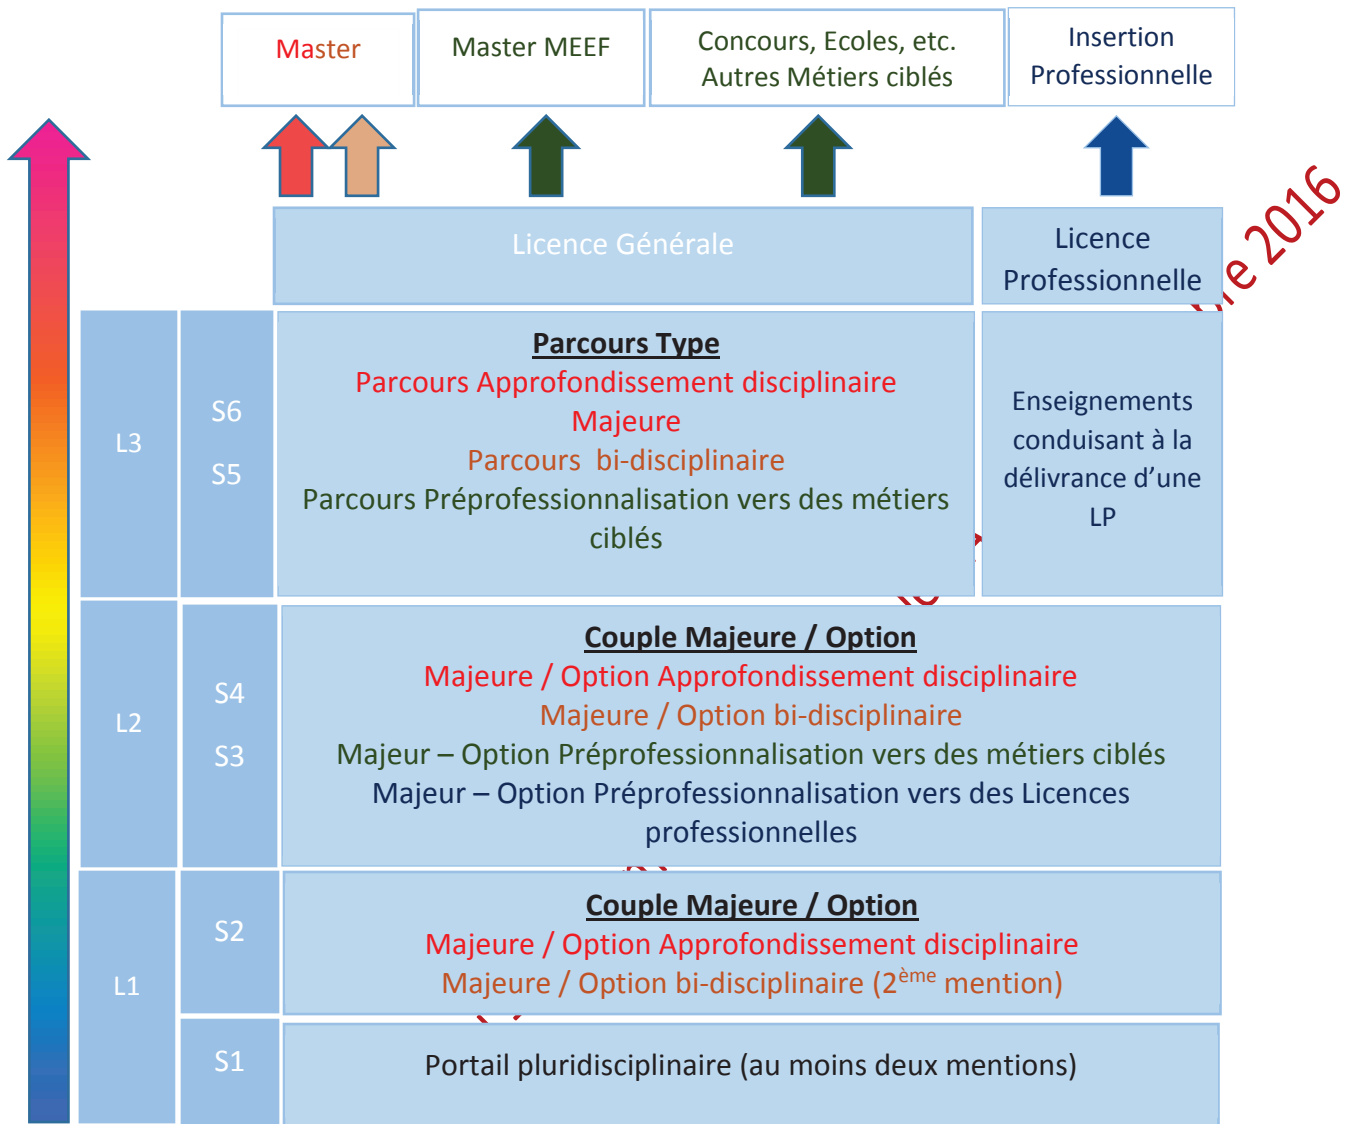 Master
Master MEEF
Concours, Ecoles, etc.
Autres Métiers ciblés
Insertion
Professionnelle
Licence Générale
Licence
Professionnelle
2016
L3
S6
S5
Parcours Type
Parcours Approfondissement disciplinaire
Majeure
Parcours bi-disciplinaire
Parcours Préprofessionnalisation vers des métiers
ciblés
Enseignements
conduisant à la
délivrance d’une
LP
L2
S4
S3
Couple Majeure / Option
Majeure / Option Approfondissement disciplinaire
Majeure / Option bi-disciplinaire
Majeur – Option Préprofessionnalisation vers des métiers ciblés
Majeur – Option Préprofessionnalisation vers des Licences
professionnelles
L1
S2
Couple Majeure / Option
Majeure / Option Approfondissement disciplinaire
Majeure / Option bi-disciplinaire (2ème mention)
S1
Portail pluridisciplinaire (au moins deux mentions)